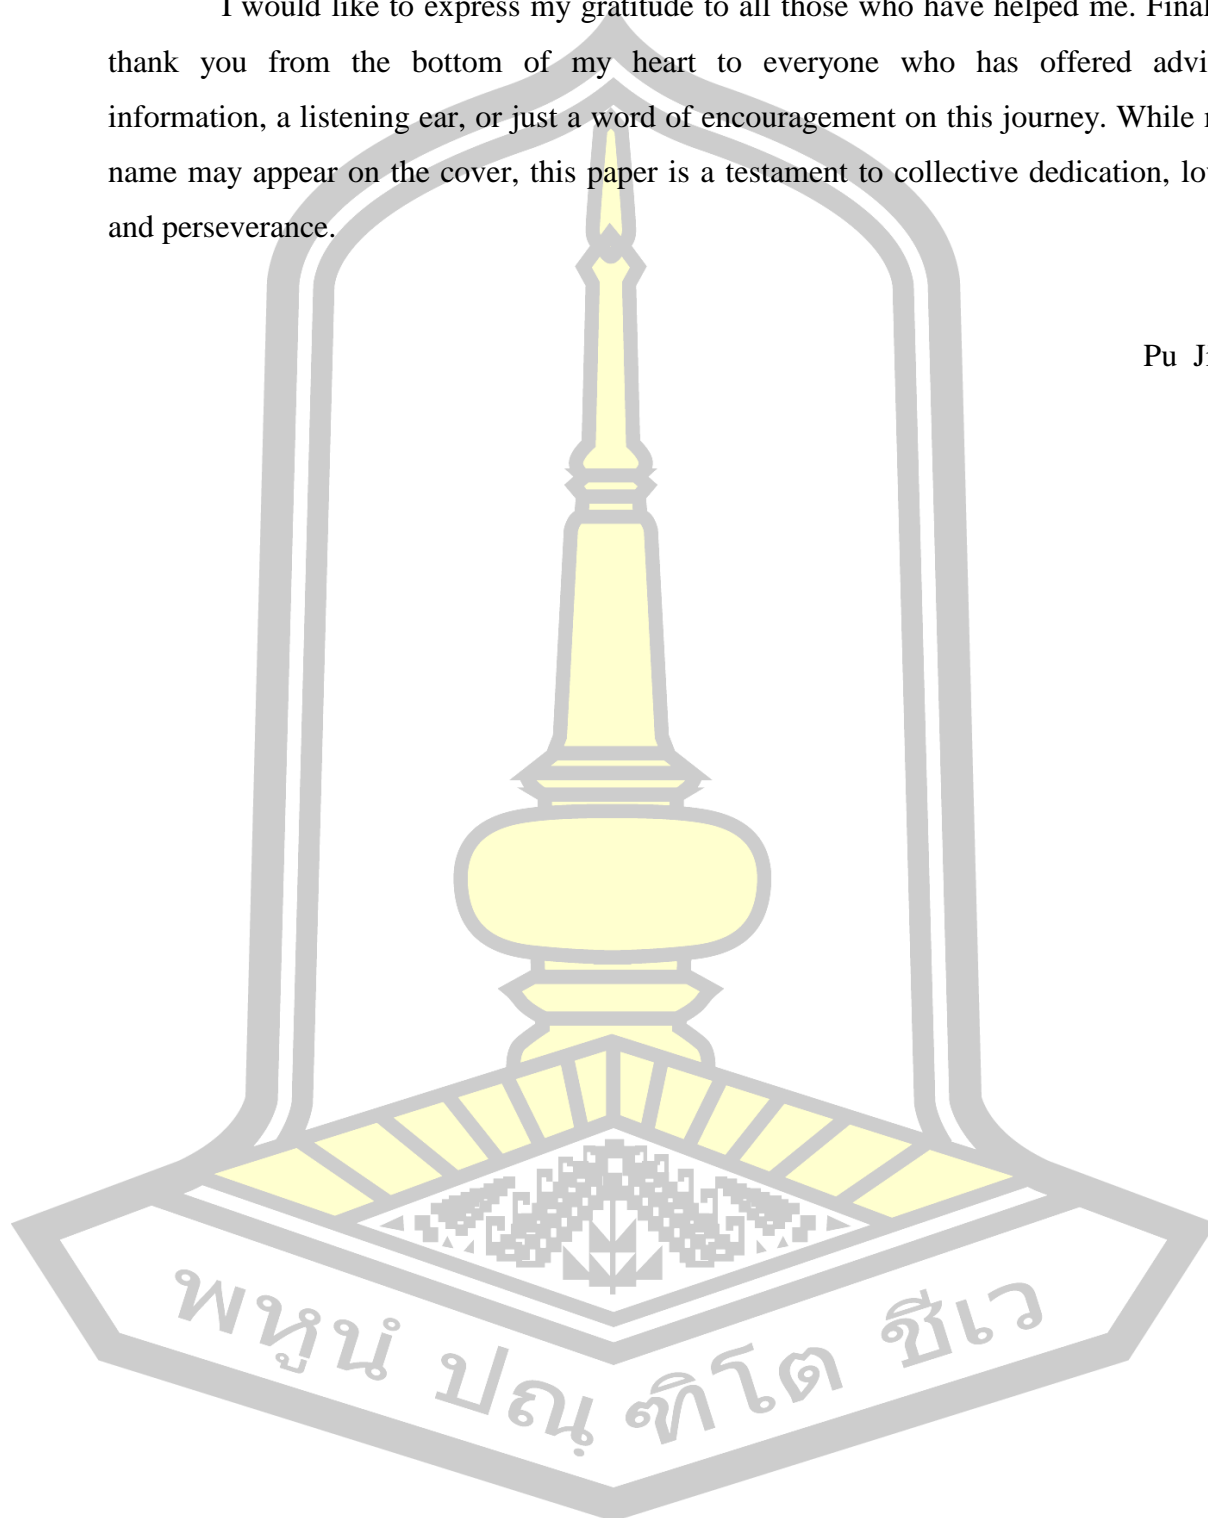 I would like to express my gratitude to all those who have helped me.
thank you from the bottom of my heart to everyone who has offered
information, a listening ear, or just a word of encouragement on this journey. While
name may appear on the cover, this paper is a testament to collective dedication,
and perseverance.
Pu
พหูนํ ปณฺ ฑิโต ชีเว